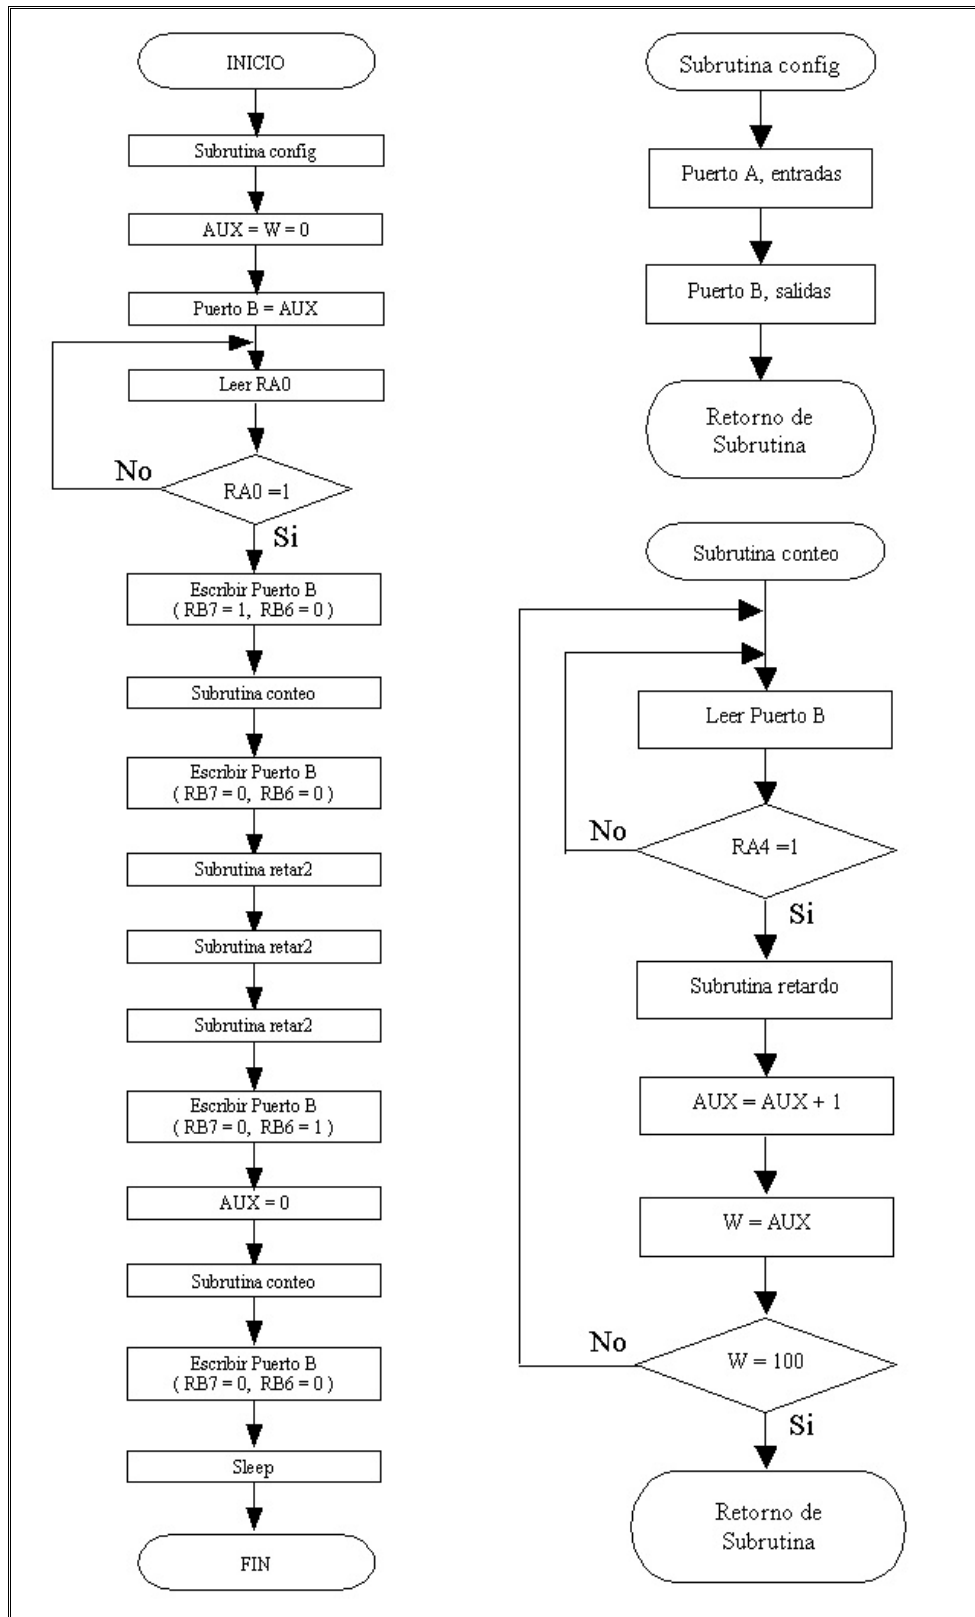 INICIO
Subrutina config
AUX = W = 0
Puerto B = AUX
Leer RA0
No
RA0 =1
Si
Escribir Puerto B
( RB7 = 1, RB6 = 0 )
Subrutina conteo
Escribir Puerto B
( RB7 = 0, RB6 = 0 )
Subrutina retar2
Subrutina retar2
Subrutina retar2
Escribir Puerto B
( RB7 = 0, RB6 = 1 )
AUX = 0
Subrutina conteo
Escribir Puerto B
( RB7 = 0, RB6 = 0 )
Sleep
FIN
Subrutina config
Puerto A, entradas
Puerto B, salidas
Retorno de
Subrutina
Subrutina conteo
Leer Puerto B
No
RA4 =1
Si
Subrutina retardo
AUX = AUX + 1
W = AUX
No
W = 100
Si
Retorno de
Subrutina